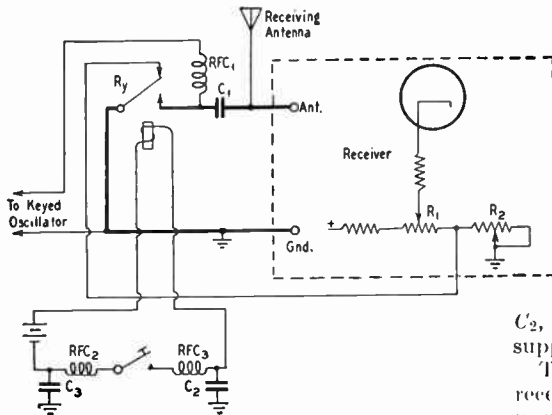 Receiving
Antenna
RFC1
Ry
C1
Ant.
Receiver
To Keyed
Oscillator
+
R1
R2
Gnd.
RFC2
RFC3
C3
C2
C2,
supp
T
rece